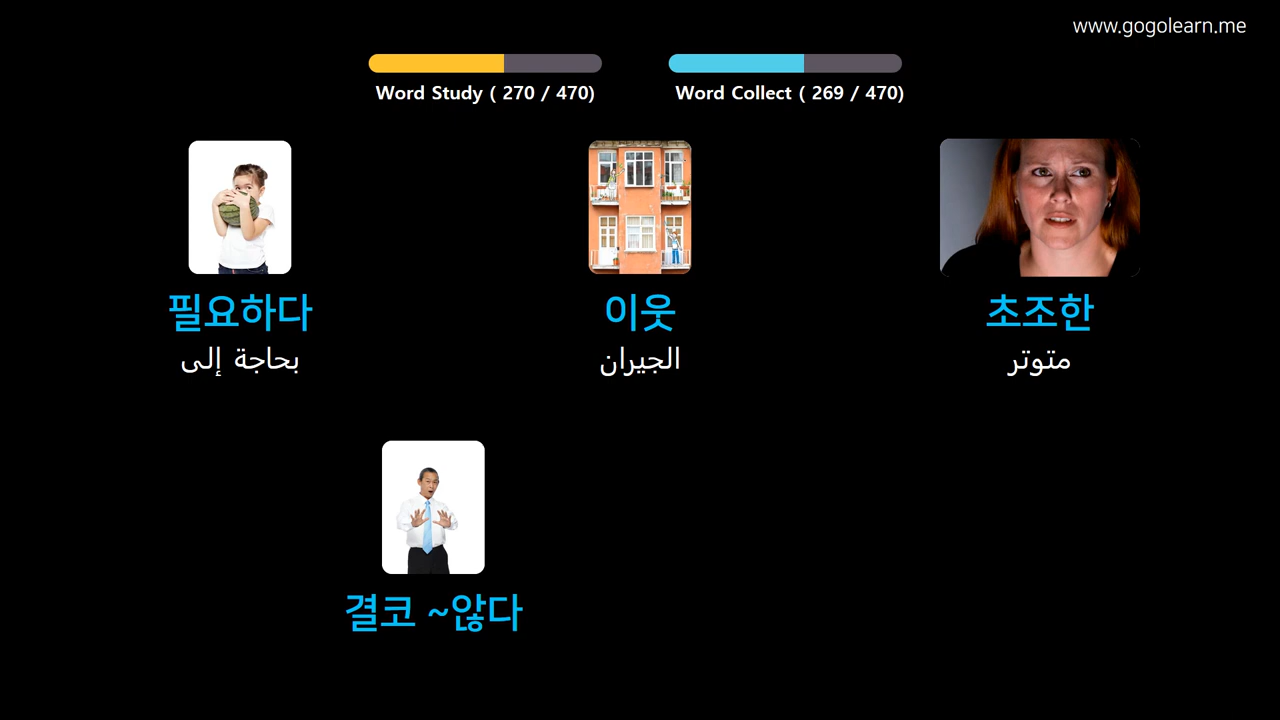 www.gogolearn.me
Word Study ( 270 / 470)
Word Collect ( 269 / 470)
필요하다
بحاجة إلى
이웃
الجيران
초조한
متوتر
결코 ~않다